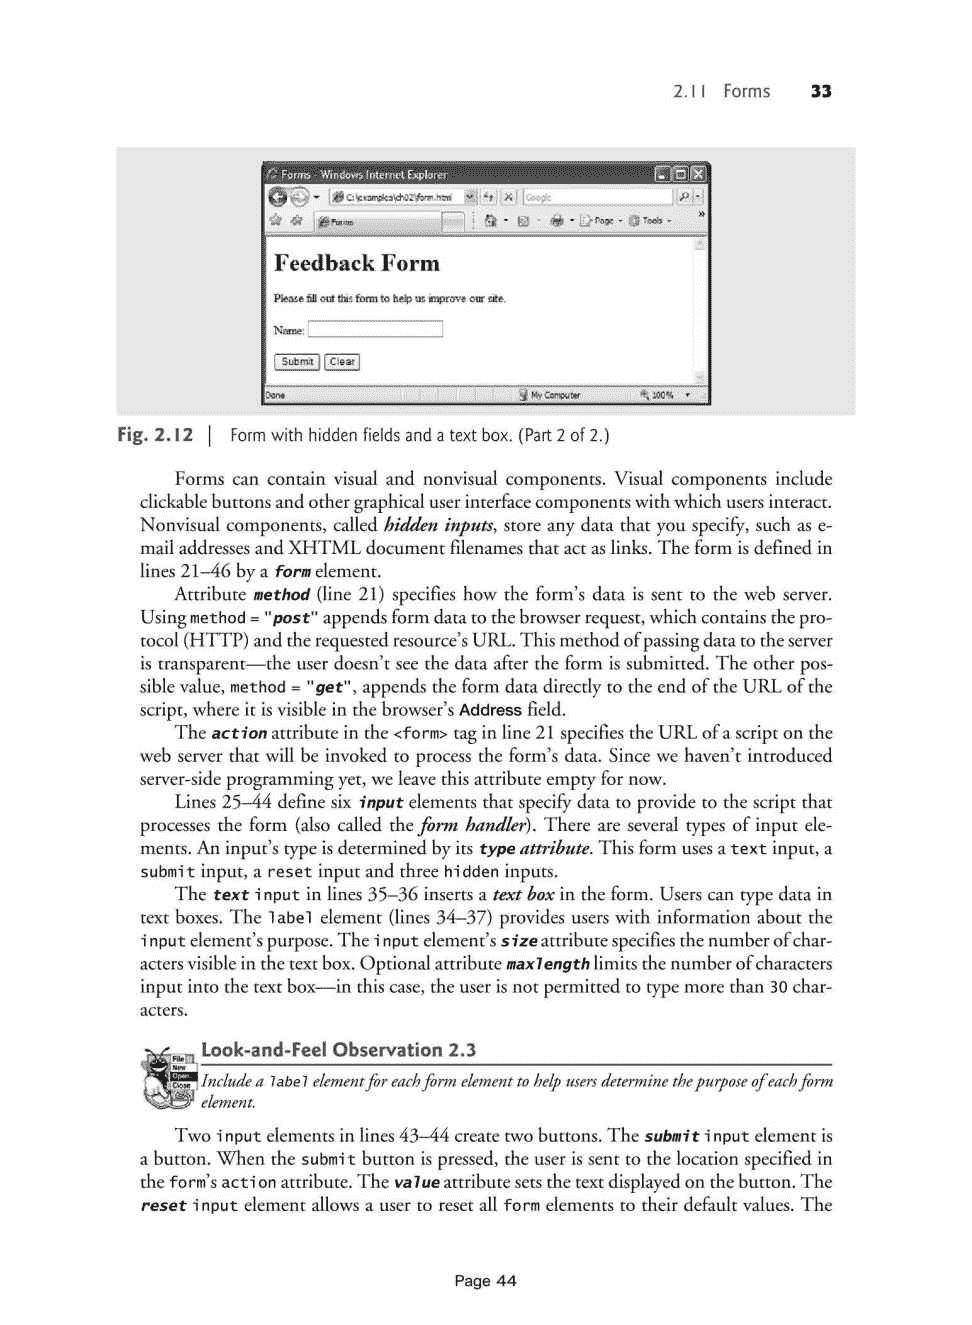 2.11 Forms 33
Forms - Windows Internet Explorer
C:\examples\ch02\form.html
Google
Forms
Page
Tools
»
Feedback Form
Please fill out this form to help us improve our site.
Name:
Submit Clear
Done My Computer 100%
Fig. 2.12 | Form with hidden fields and a text box. (Part 2 of 2.)
Forms can contain visual and nonvisual components. Visual components include
clickable buttons and other graphical user interface components with which users interact.
Nonvisual components, called hidden inputs, store any data that you specify, such as e-
mail addresses and XHTML document filenames that act as links. The form is defined in
lines 21–46 by a form element.
Attribute method (line 21) specifies how the form's data is sent to the web server.
Using method = "post" appends form data to the browser request, which contains the pro-
tocol (HTTP) and the requested resource's URL. This method of passing data to the server
is transparent—the user doesn't see the data after the form is submitted. The other pos-
sible value, method = "get", appends the form data directly to the end of the URL of the
script, where it is visible in the browser's Address field.
The action attribute in the <form> tag in line 21 specifies the URL of a script on the
web server that will be invoked to process the form's data. Since we haven't introduced
server-side programming yet, we leave this attribute empty for now.
Lines 25–44 define six input elements that specify data to provide to the script that
processes the form (also called the form handler). There are several types of input ele-
ments. An input's type is determined by its type attribute. This form uses a text input, a
submit input, a reset input and three hidden inputs.
The text input in lines 35–36 inserts a text box in the form. Users can type data in
text boxes. The label element (lines 34–37) provides users with information about the
input element's purpose. The input element's size attribute specifies the number of char-
acters visible in the text box. Optional attribute maxlength limits the number of characters
input into the text box—in this case, the user is not permitted to type more than 30 char-
acters.
File
New
Open...
Close
Look-and-Feel Observation 2.3
Include a label element for each form element to help users determine the purpose of each form
element.
Two input elements in lines 43–44 create two buttons. The submit input element is
a button. When the submit button is pressed, the user is sent to the location specified in
the form's action attribute. The value attribute sets the text displayed on the button. The
reset input element allows a user to reset all form elements to their default values. The
Page 44